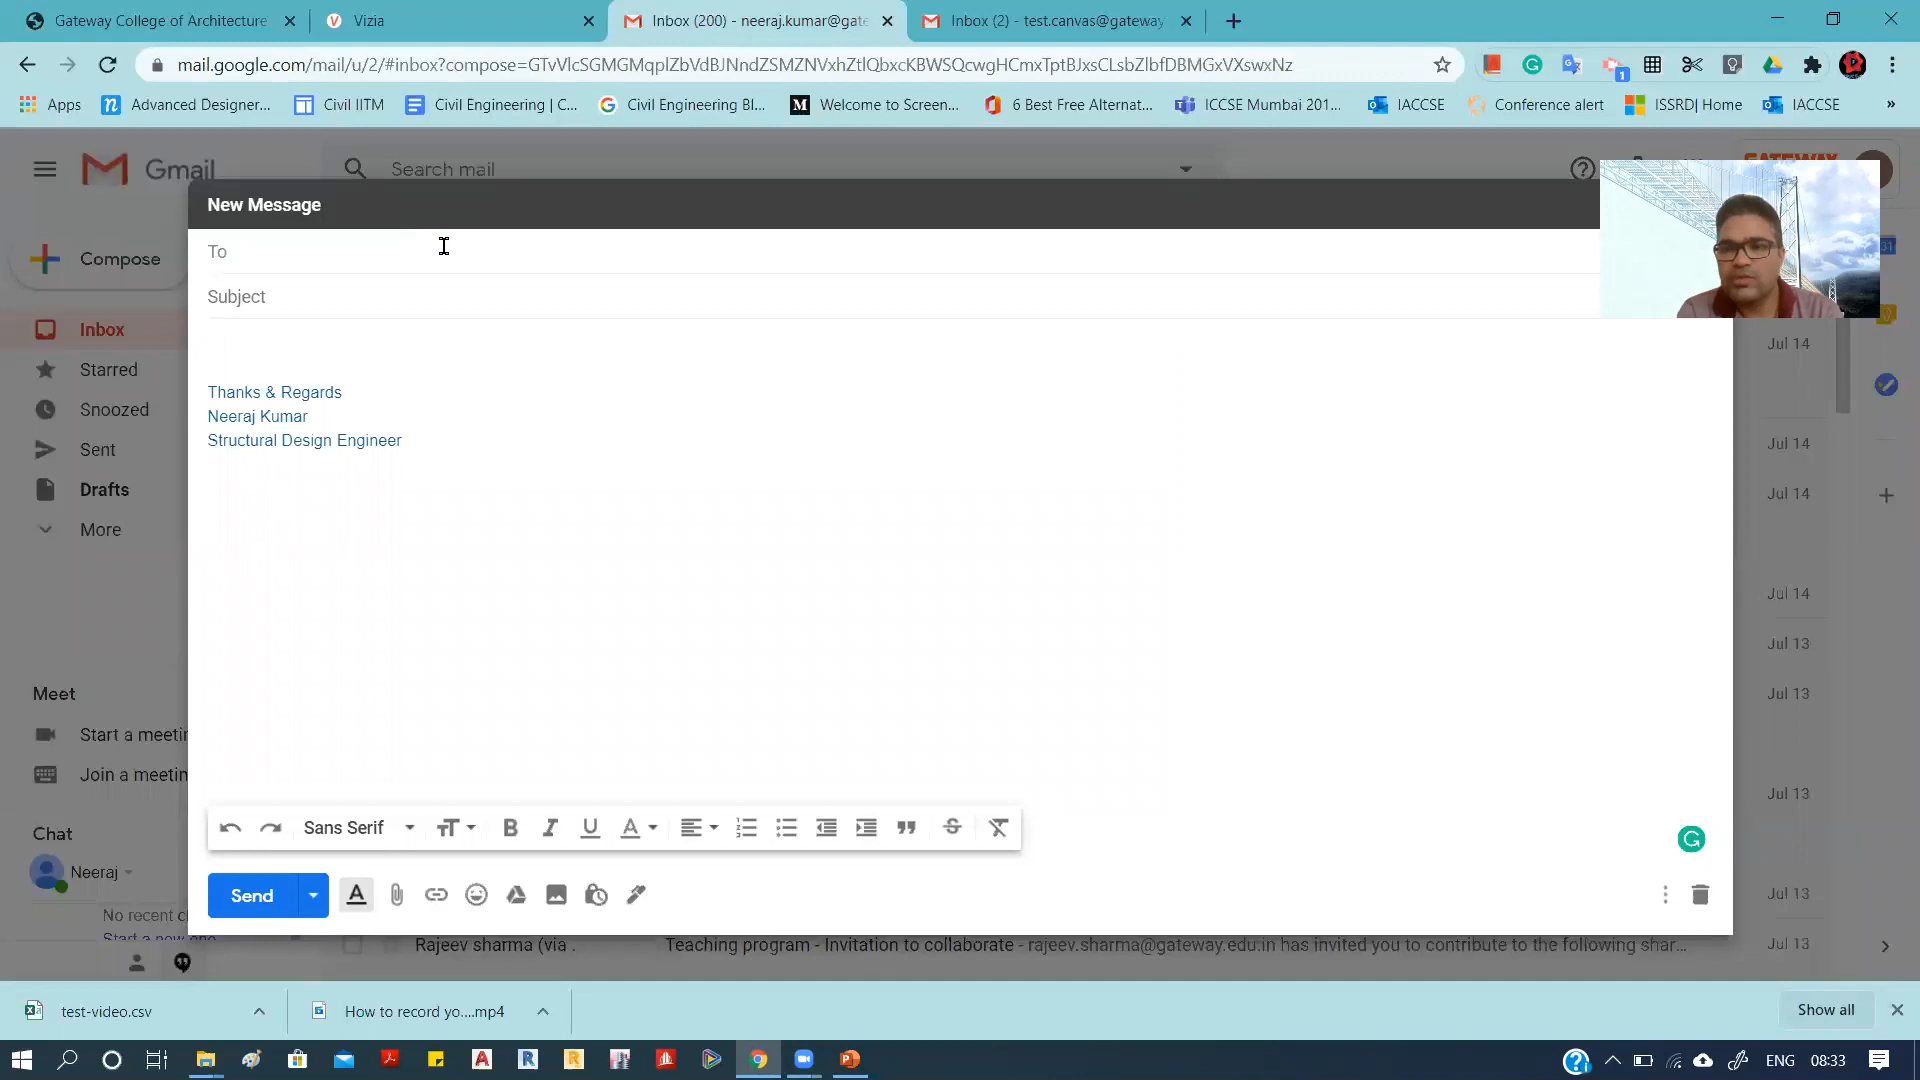 Gateway College of Architecture
Vizia
Inbox (200) - neeraj.kumar@gate
Inbox (2) - test.canvas@gateway
mail.google.com/mail/u/2/#inbox?compose=GTvVlcSGMGMqplZbVdBJNndZSMZNVxhZtlQbxcKBWSQcwgHCmxTptBJxsCLsbZlbfDBMGxVXswxNz
Apps
Advanced Designer...
Civil IITM
Civil Engineering | C...
Civil Engineering Bl...
Welcome to Screen...
6 Best Free Alternat...
ICCSE Mumbai 201...
IACCSE
Conference alert
ISSRD| Home
IACCSE
»
Gmail
Search mail
New Message
To
Subject
Compose
Inbox
Starred
Snoozed
Sent
Drafts
More
Thanks & Regards
Neeraj Kumar
Structural Design Engineer
Jul 14
Jul 14
Jul 14
Jul 14
Jul 13
Jul 13
Jul 13
Jul 13
Jul 13
Meet
Start a meeti
Join a meetin
Chat
Neeraj
No recent c
Start a new one
Sans Serif
Send
Rajeev sharma (via .
Teaching program - Invitation to collaborate - rajeev.sharma@gateway.edu.in has invited you to contribute to the following shar...
test-video.csv
How to record yo....mp4
Show all
ENG
08:33